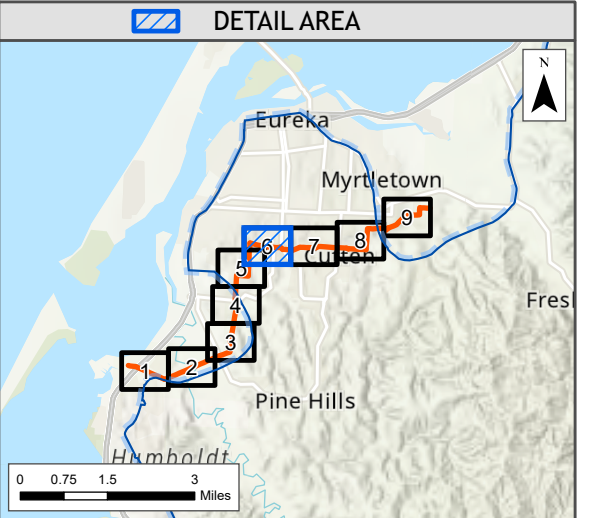 DETAIL AREA
N
Eureka
Myrtletown
9
6
7
8
Cutten
5
4
3
Fresh
1
2
Pine Hills
Humboldt
0 0.75 1.5 3
Miles